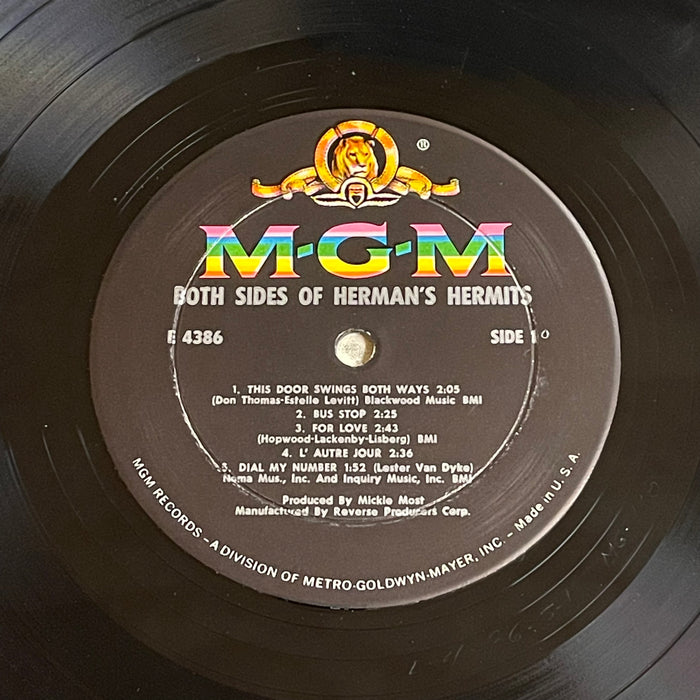 ®
M·G·M
BOTH SIDES OF HERMAN'S HERMITS
E 4386
SIDE 1
1. THIS DOOR SWINGS BOTH WAYS 2:05
(Don Thomas-Estelle Levitt) Blackwood Music BMI
2. BUS STOP 2:25
3. FOR LOVE 2:43
(Hopwood-Lackenby-Lisberg) BMI
4. L' AUTRE JOUR 2:36
5. DIAL MY NUMBER 1:52 (Lester Van Dyke)
Noma Mus., Inc. And Inquiry Music, Inc. BMI
Produced By Mickie Most
Manufactured By Reverse Producers Corp.
MGM RECORDS – A DIVISION OF METRO-GOLDWYN-MAYER, INC. – Made in U. S. A.